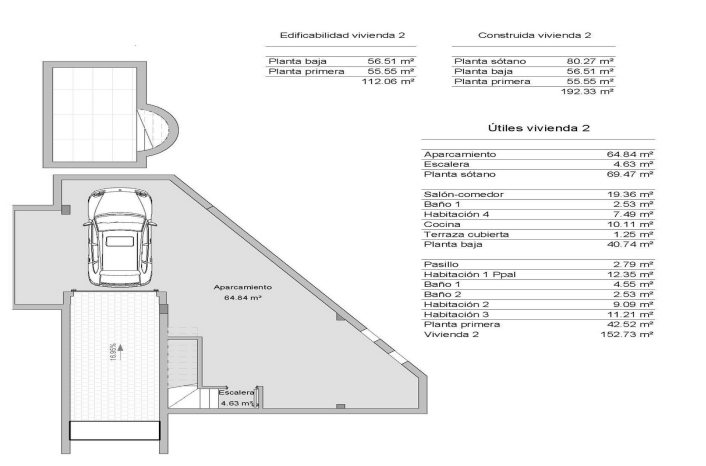 Edificabilidad vivienda 2
Planta baja 56.51 m²
Planta primera 55.55 m²
112.06 m²
Construida vivienda 2
Planta sótano 80.27 m²
Planta baja 56.51 m²
Planta primera 55.55 m²
192.33 m²
Útiles vivienda 2
Aparcamiento 64.84 m²
Escalera 4.63 m²
Planta sótano 69.47 m²
Salón-comedor 19.36 m²
Baño 1 2.53 m²
Habitación 4 7.49 m²
Cocina 10.11 m²
Terraza cubierta 1.25 m²
Planta baja 40.74 m²
Pasillo 2.79 m²
Habitación 1 Ppal 12.35 m²
Baño 1 4.55 m²
Baño 2 2.53 m²
Habitación 2 9.09 m²
Habitación 3 11.21 m²
Planta primera 42.52 m²
Vivienda 2 152.73 m²
Aparcamiento
64.84 m²
Escalera
4.63 m²